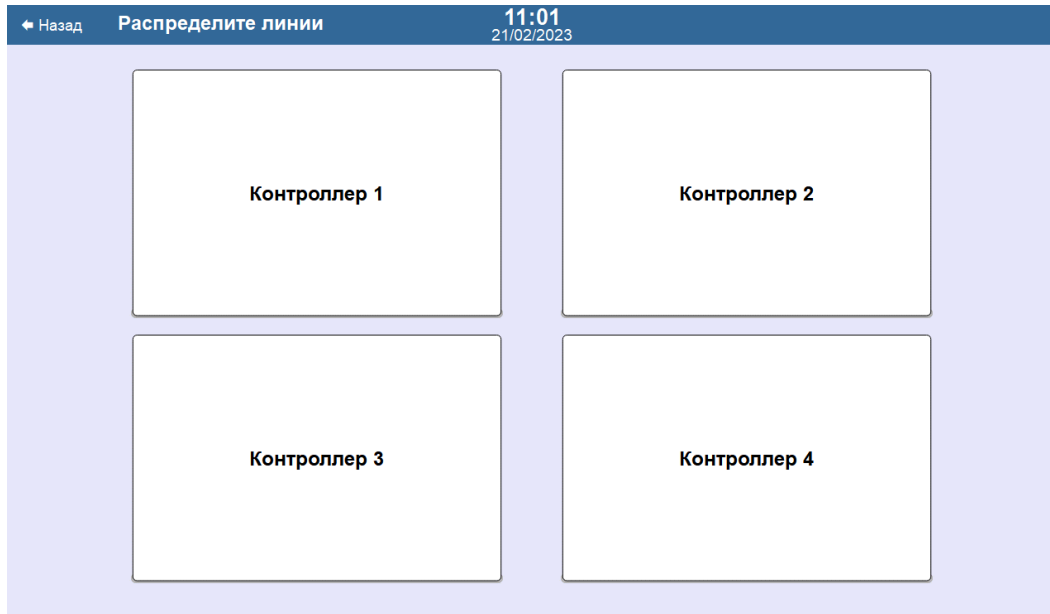 Назад
Распределите линии
11:01
21/02/2023
Контроллер 1
Контроллер 2
Контроллер 3
Контроллер 4